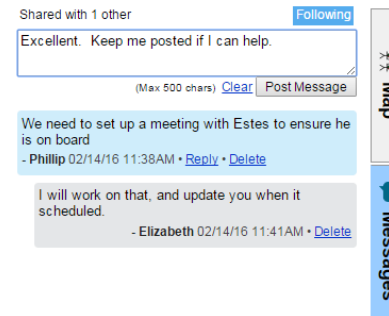 Shared with 1 other
Following
Excellent.  Keep me posted if I can help.
(Max 500 chars) Clear Post Message
We need to set up a meeting with Estes to ensure he
is on board
- Phillip 02/14/16 11:38AM • Reply • Delete
I will work on that, and update you when it
scheduled.
- Elizabeth 02/14/16 11:41AM • Delete
Map
Messages